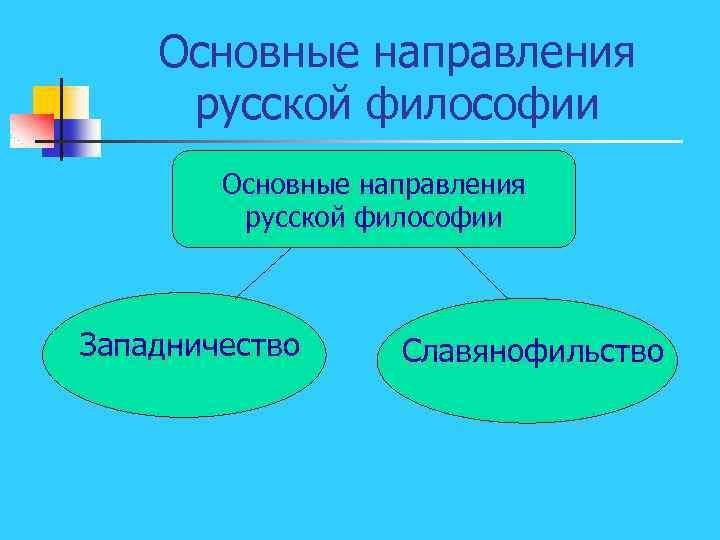 Основные направления
русской философии
Основные направления
русской философии
Западничество
Славянофильство